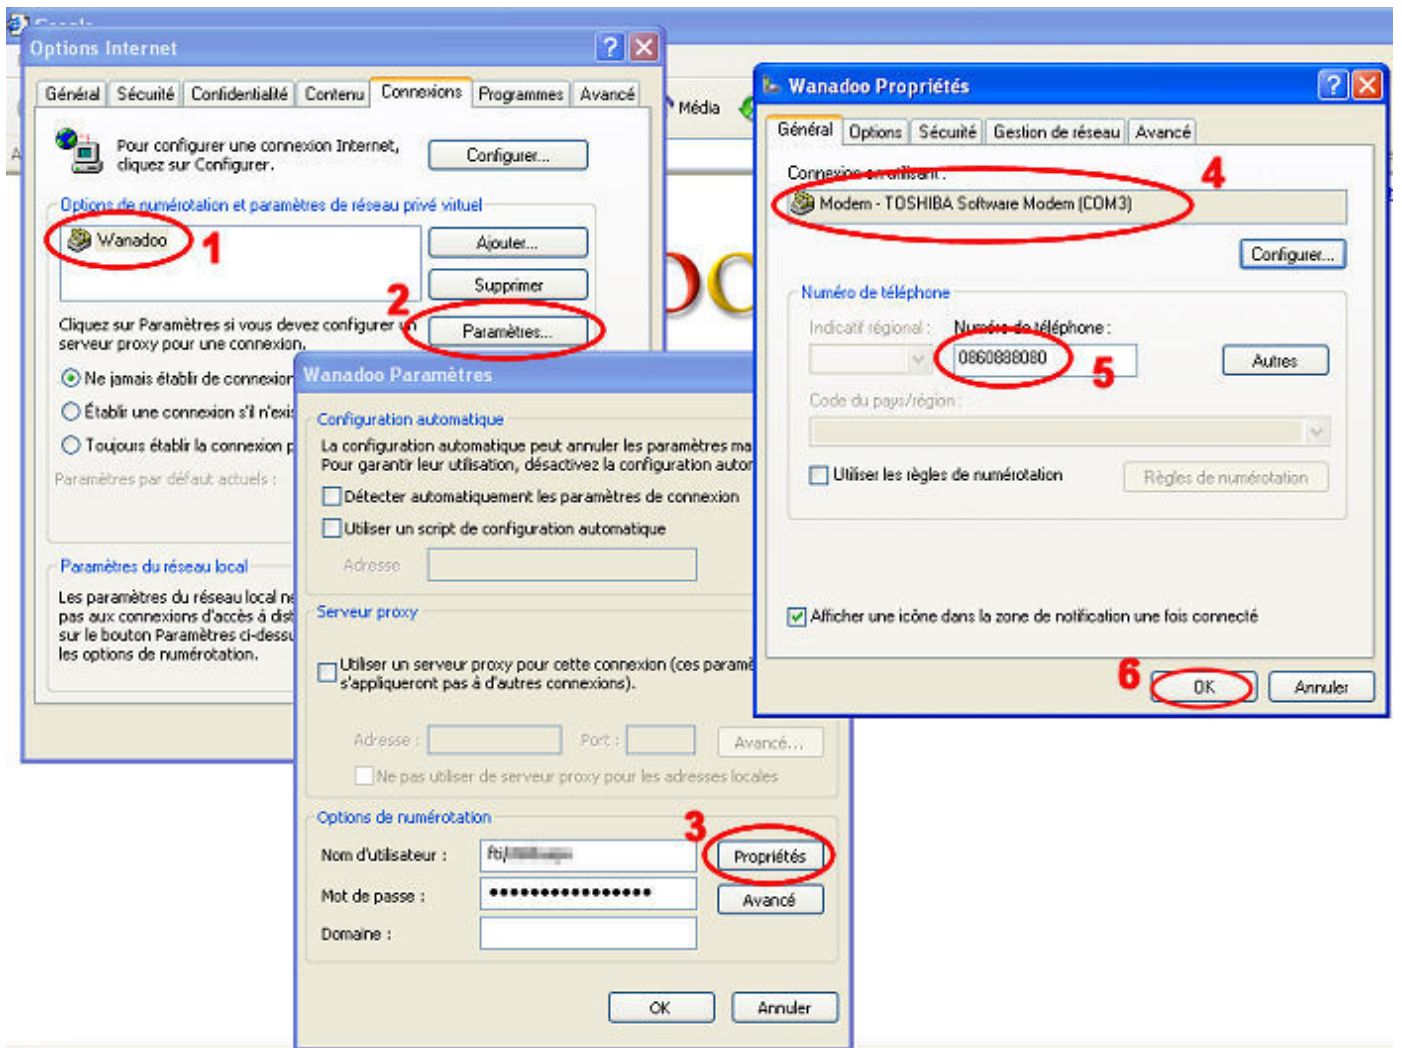 Options Internet
Général Sécurité Confidentialité Contenu Connexions Programmes Avancé
Pour configurer une connexion Internet,
cliquez sur Configurer.
Configurer...
Options de numérotation et paramètres de réseau privé virtuel
Wanadoo
1
Ajouter...
Supprimer
2
Cliquez sur Paramètres si vous devez configurer un
serveur proxy pour une connexion.
Paramètres...
Ne jamais établir de connexion
Établir une connexion s'il n'exis
Toujours établir la connexion p
Paramètres par défaut actuels :
Paramètres du réseau local
Les paramètres du réseau local ne
pas aux connexions d'accès à dist
sur le bouton Paramètres ci-dessu
les options de numérotation.
Média
Wanadoo Paramètres
Configuration automatique
La configuration automatique peut annuler les paramètres ma
Pour garantir leur utilisation, désactivez la configuration autor
Détecter automatiquement les paramètres de connexion
Utiliser un script de configuration automatique
Adresse
Serveur proxy
Utiliser un serveur proxy pour cette connexion (ces paramè
s'appliqueront pas à d'autres connexions).
Adresse : Port : Avancé...
Ne pas utiliser de serveur proxy pour les adresses locales
Options de numérotation
3
Nom d'utilisateur : fti/
Propriétés
Mot de passe : ••••••••••••••••
Avancé
Domaine :
OK Annuler
Wanadoo Propriétés
Général Options Sécurité Gestion de réseau Avancé
Connexion en utilisant :
4
Modem - TOSHIBA Software Modem (COM3)
Configurer...
Numéro de téléphone
Indicatif régional : Numéro de téléphone :
0860888080
5
Autres
Code du pays/région :
Utiliser les règles de numérotation
Règles de numérotation
Afficher une icône dans la zone de notification une fois connecté
6
OK Annuler